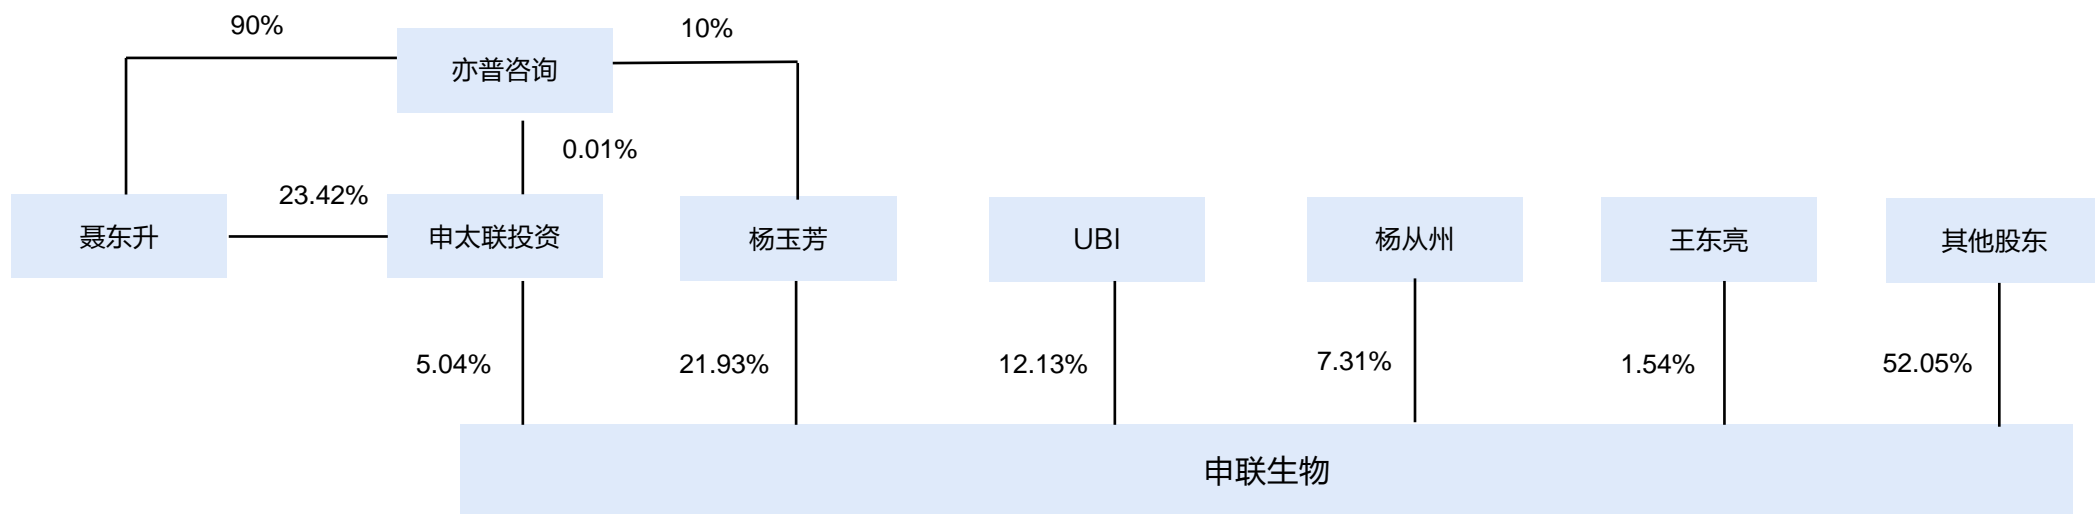 90%
10%
亦普咨询
0.01%
23.42%
聂东升
申太联投资
杨玉芳
UBI
杨从州
王东亮
其他股东
5.04%
21.93%
12.13%
7.31%
1.54%
52.05%
申联生物